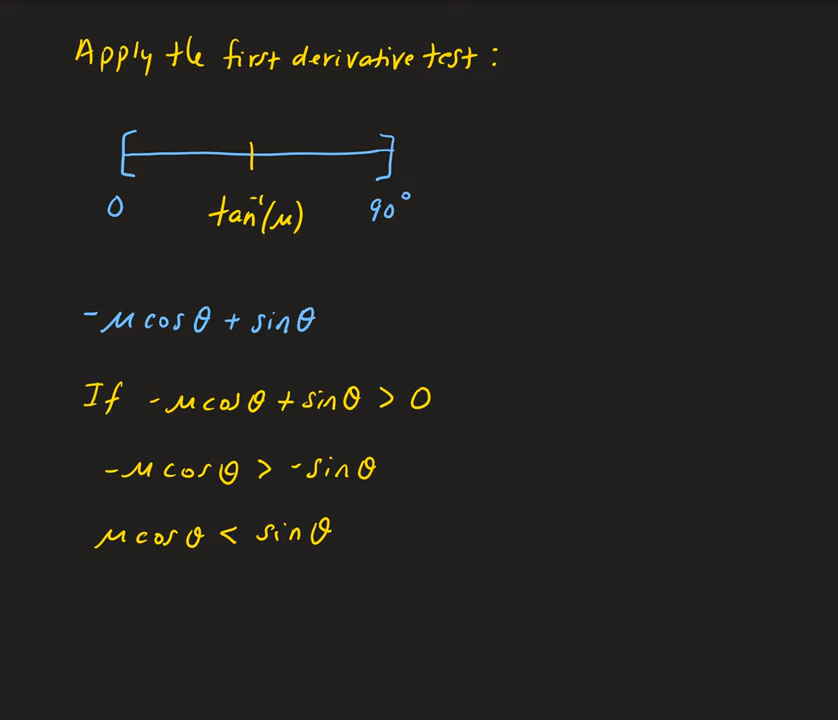 Apply the first derivative test:
0 tan⁻¹(μ) 90°
-μ cos θ + sin θ
If -μ cos θ + sin θ > 0
-μ cos θ > -sin θ
μ cos θ < sin θ